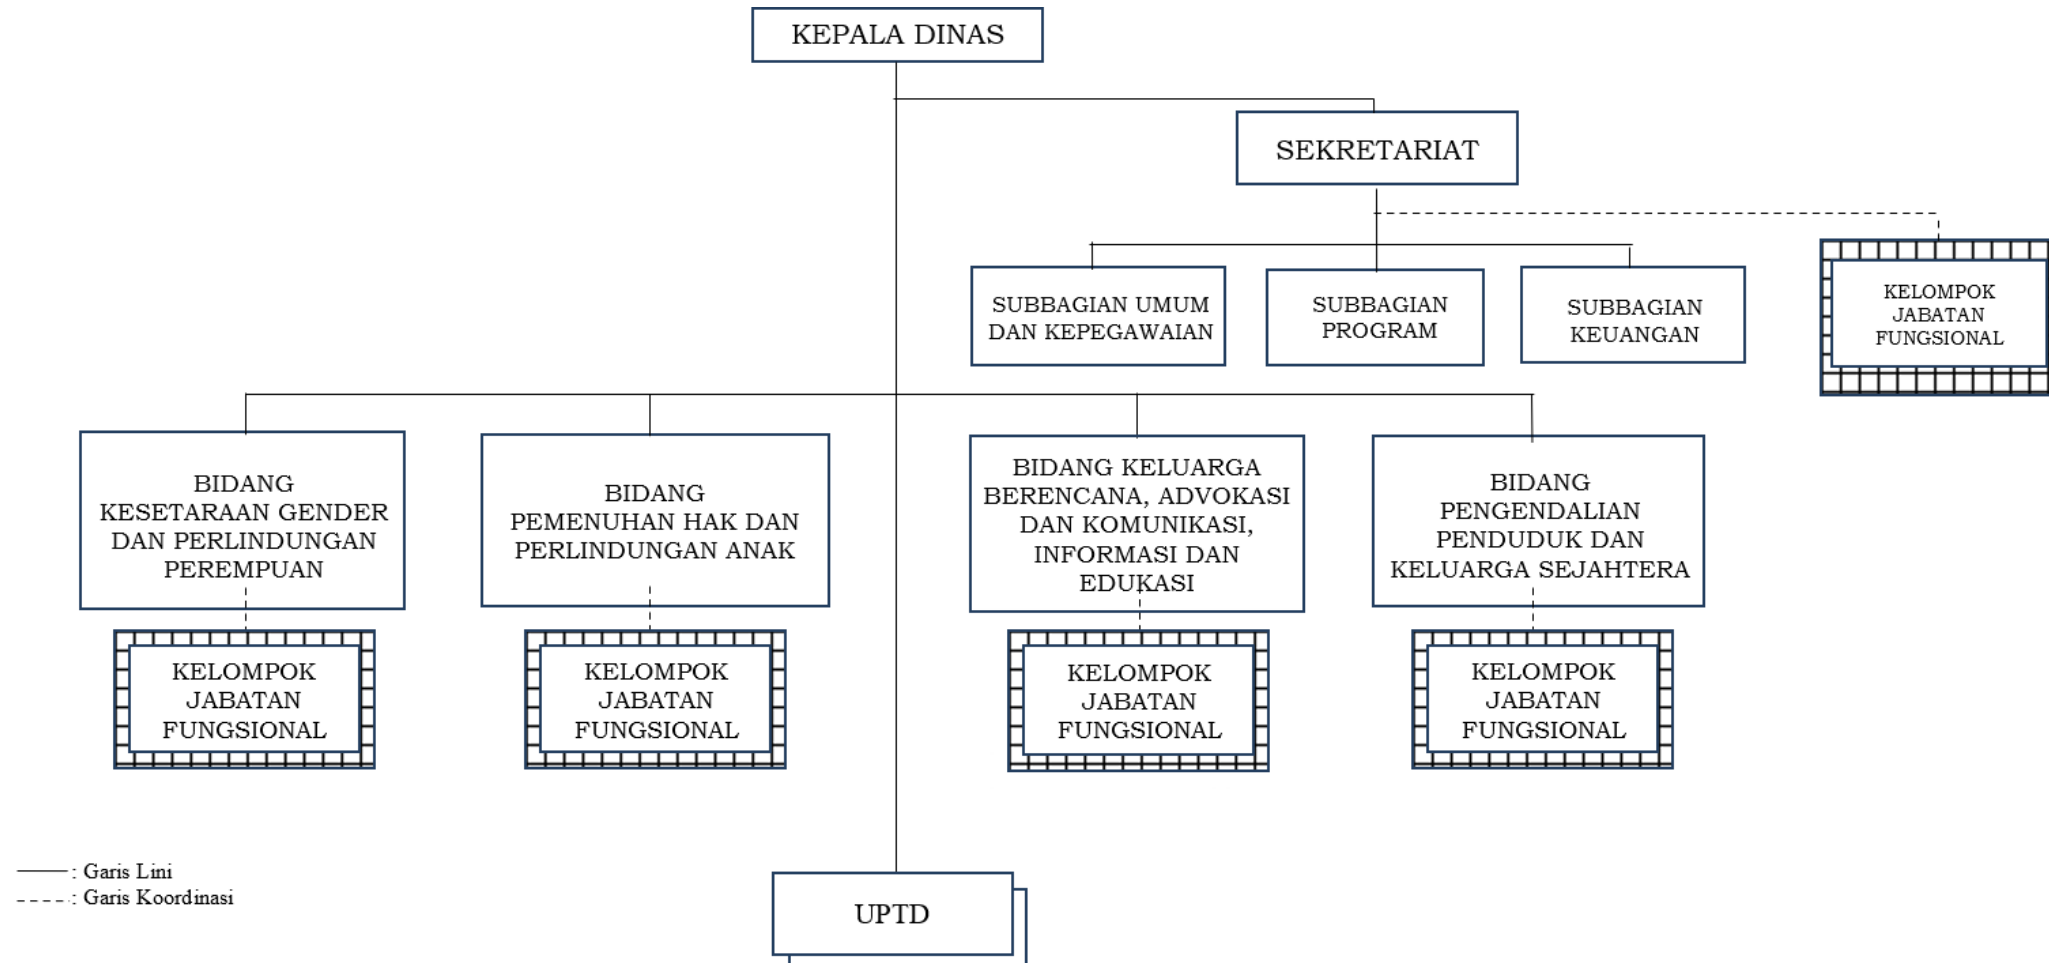 KEPALA DINAS
SEKRETARIAT
SUBBAGIAN UMUM
DAN KEPEGAWAIAN
SUBBAGIAN
PROGRAM
SUBBAGIAN
KEUANGAN
KELOMPOK
JABATAN
FUNGSIONAL
BIDANG
KESETARAAN GENDER
DAN PERLINDUNGAN
PEREMPUAN
BIDANG
PEMENUHAN HAK DAN
PERLINDUNGAN ANAK
BIDANG KELUARGA
BERENCANA, ADVOKASI
DAN KOMUNIKASI,
INFORMASI DAN
EDUKASI
BIDANG
PENGENDALIAN
PENDUDUK DAN
KELUARGA SEJAHTERA
KELOMPOK
JABATAN
FUNGSIONAL
KELOMPOK
JABATAN
FUNGSIONAL
KELOMPOK
JABATAN
FUNGSIONAL
KELOMPOK
JABATAN
FUNGSIONAL
: Garis Lini
: Garis Koordinasi
UPTD